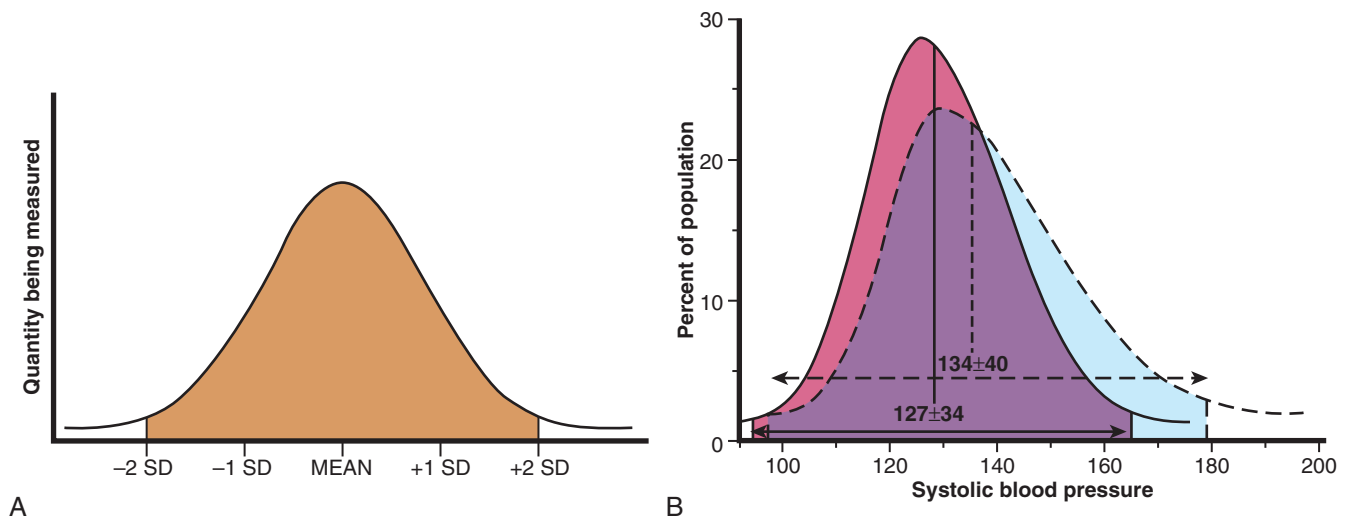 Quantity being measured
–2 SD –1 SD MEAN +1 SD +2 SD
A
Percent of population
30
20
10
0
134±40
127±34
100 120 140 160 180 200
Systolic blood pressure
B